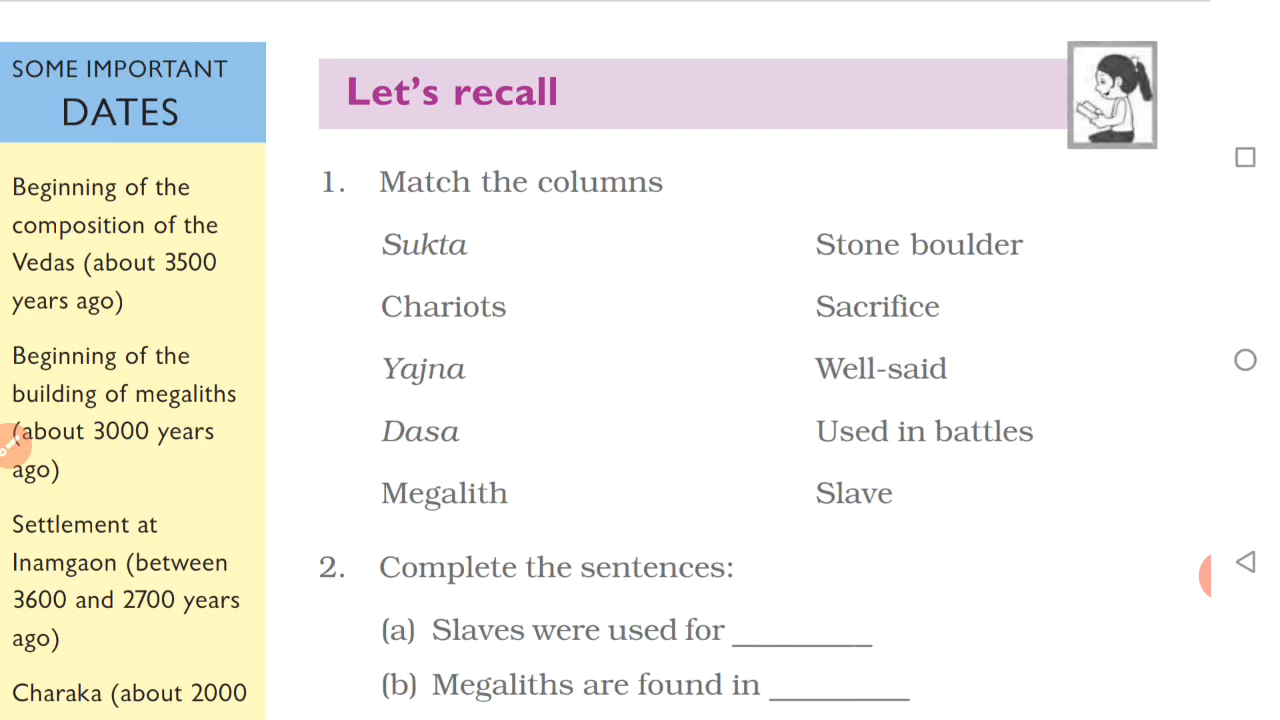 SOME IMPORTANT
DATES
Beginning of the
composition of the
Vedas (about 3500
years ago)
Beginning of the
building of megaliths
(about 3000 years
ago)
Settlement at
Inamgaon (between
3600 and 2700 years
ago)
Charaka (about 2000
Let's recall
1. Match the columns
Sukta Stone boulder
Chariots Sacrifice
Yajna Well-said
Dasa Used in battles
Megalith Slave
2. Complete the sentences:
(a) Slaves were used for _________
(b) Megaliths are found in _________